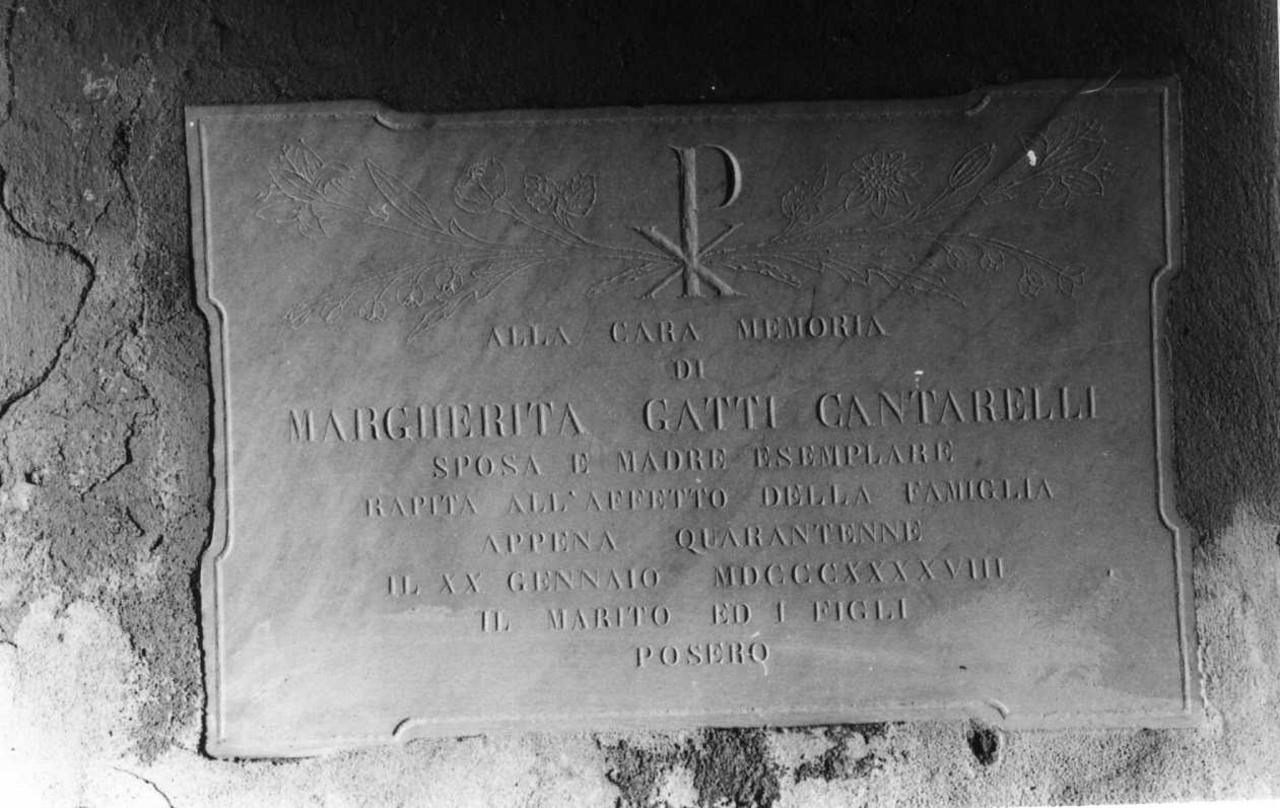 ALLA CARA MEMORIA
DI
MARGHERITA GATTI CANTARELLI
SPOSA E MADRE ESEMPLARE
RAPITA ALL'AFFETTO DELLA FAMIGLIA
APPENA QUARANTENNE
IL XX GENNAIO MDCCCXXXXVIII
IL MARITO ED I FIGLI
POSERO